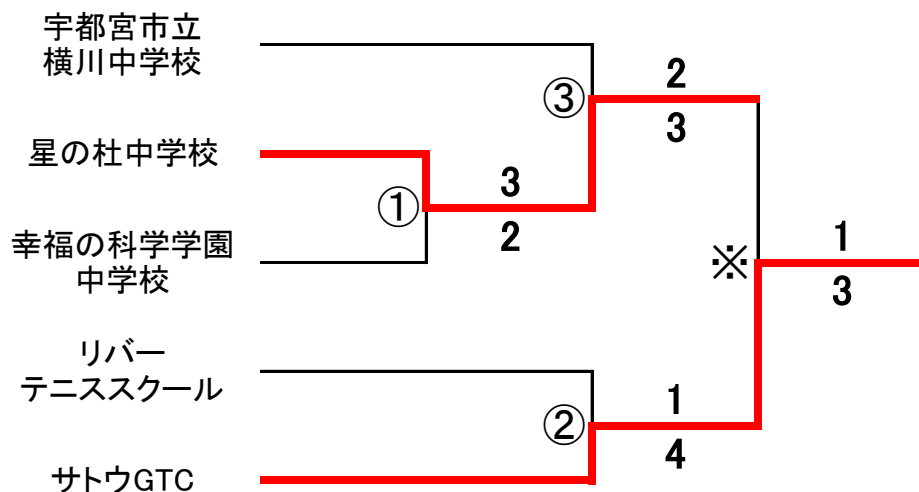 宇都宮市立
横川中学校
③
2
3
星の杜中学校
①
3
2
幸福の科学学園
中学校
※
1
3
リバー
テニススクール
②
1
4
サトウGTC